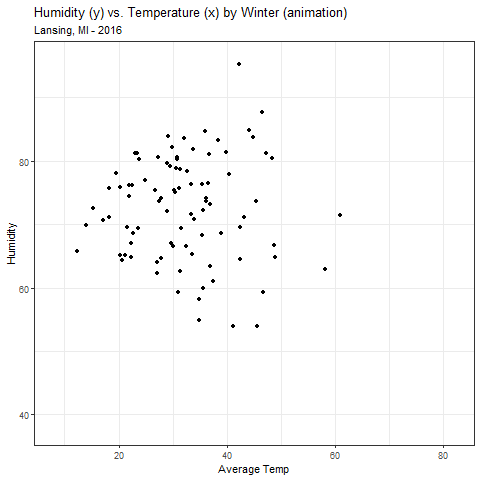 Humidity (y) vs. Temperature (x) by Winter (animation)
Lansing, MI - 2016
80
60
40
Humidity
20 40 60 80
Average Temp